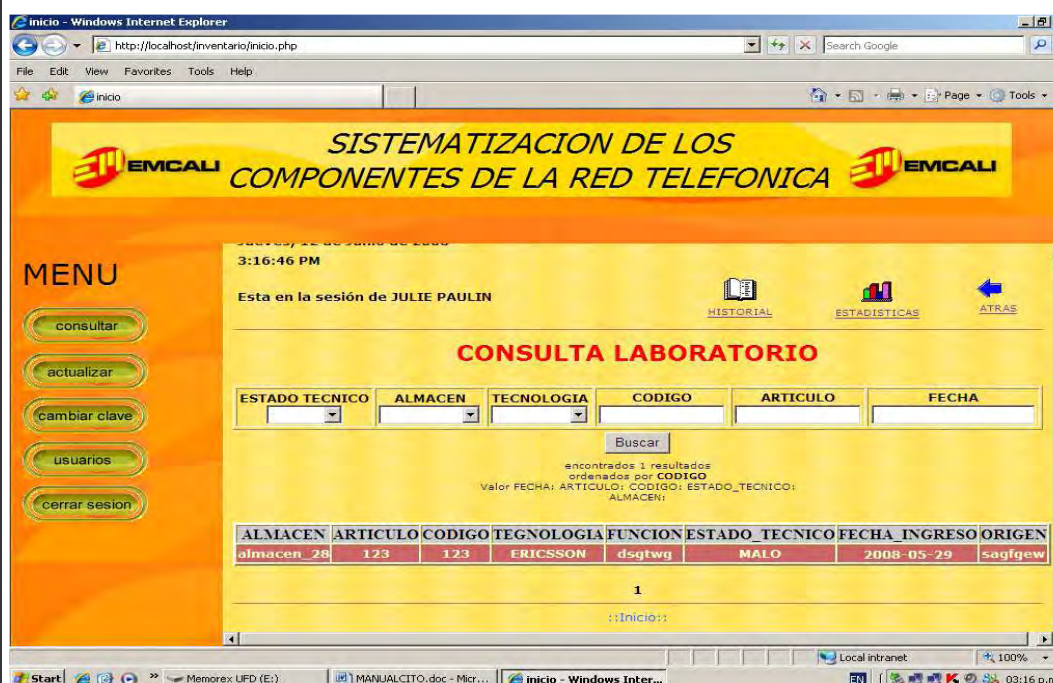 inicio - Windows Internet Explorer
http://localhost/inventario/inicio.php
Search Google
File Edit View Favorites Tools Help
inicio
Page Tools
EMCALI
SISTEMATIZACION DE LOS
COMPONENTES DE LA RED TELEFONICA
EMCALI
MENU
consultar
actualizar
cambiar clave
usuarios
cerrar sesion
3:16:46 PM
Esta en la sesión de JULIE PAULIN
HISTORIAL
ESTADISTICAS
ATRAS
CONSULTA LABORATORIO
ESTADO TECNICO ALMACEN TECNOLOGIA CODIGO ARTICULO FECHA
Buscar
encontrados 1 resultados
ordenados por CODIGO
Valor FECHA: ARTICULO: CODIGO: ESTADO_TECNICO:
ALMACEN:
ALMACEN ARTICULO CODIGO TEGNOLOGIA FUNCION ESTADO_TECNICO FECHA_INGRESO ORIGEN
almacen_28 123 123 ERICSSON dsgtwg MALO 2008-05-29 sagfgew
1
::Inicio::
Local intranet 100%
Start » Memorex UFD (E:) MANUALCITO.doc - Micr... inicio - Windows Inter... EN 03:16 p.m